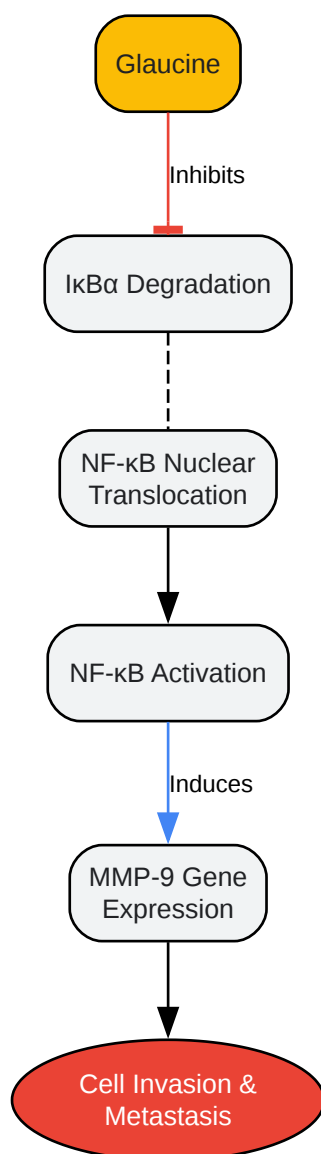 Glaucine
Inhibits
IκBα Degradation
NF-κB Nuclear
Translocation
NF-κB Activation
Induces
MMP-9 Gene
Expression
Cell Invasion &
Metastasis